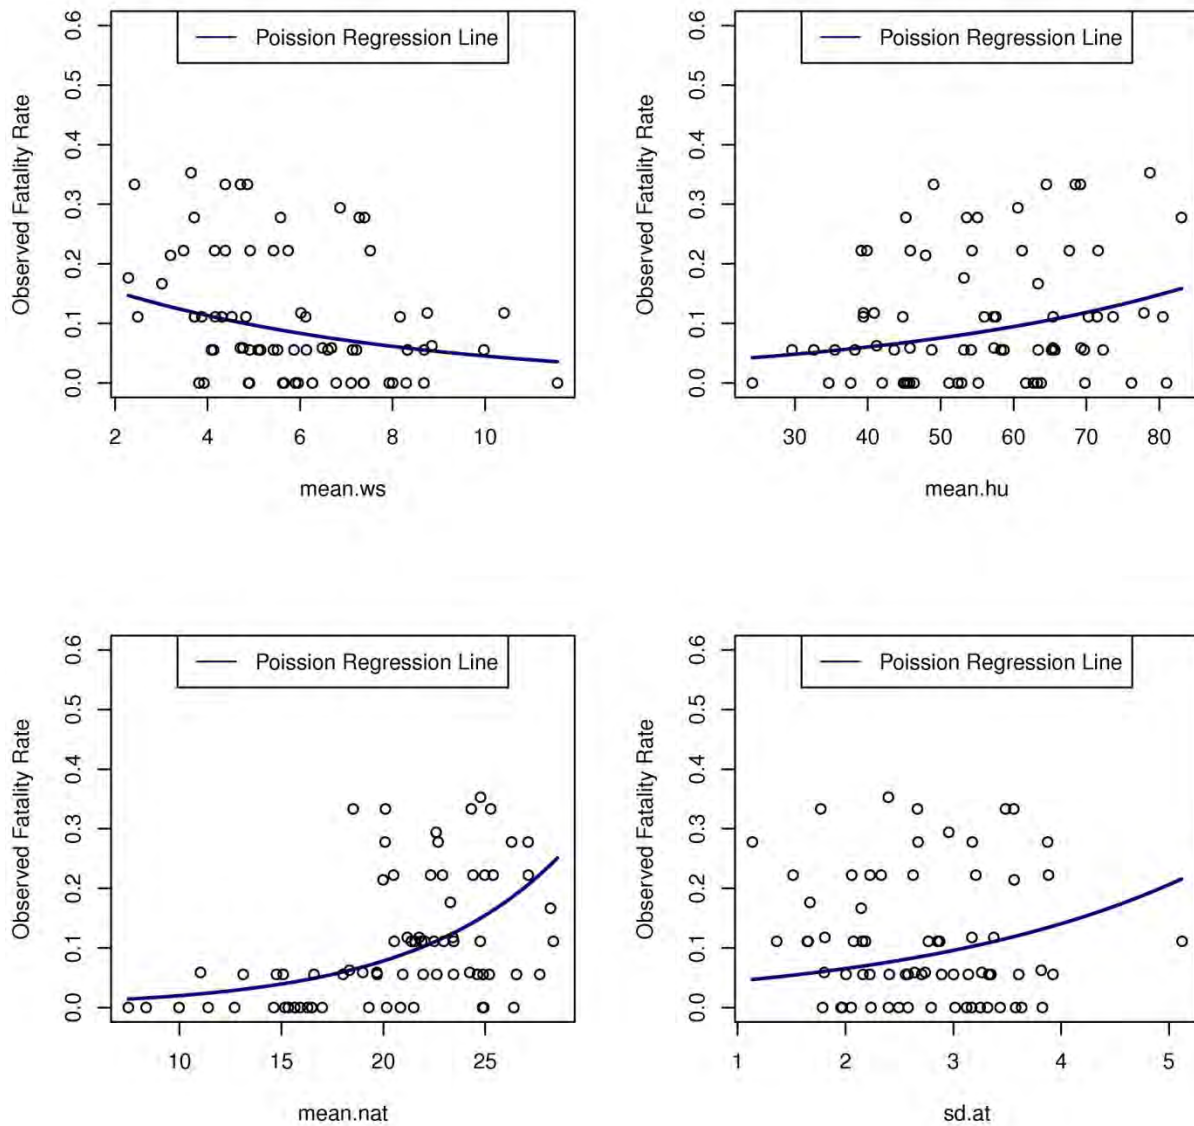 Poission Regression Line
Observed Fatality Rate
0.0 0.1 0.2 0.3 0.4 0.5 0.6
2 4 6 8 10
mean.ws
Poission Regression Line
Observed Fatality Rate
0.0 0.1 0.2 0.3 0.4 0.5 0.6
30 40 50 60 70 80
mean.hu
Poission Regression Line
Observed Fatality Rate
0.0 0.1 0.2 0.3 0.4 0.5 0.6
10 15 20 25
mean.nat
Poission Regression Line
Observed Fatality Rate
0.0 0.1 0.2 0.3 0.4 0.5 0.6
1 2 3 4 5
sd.at